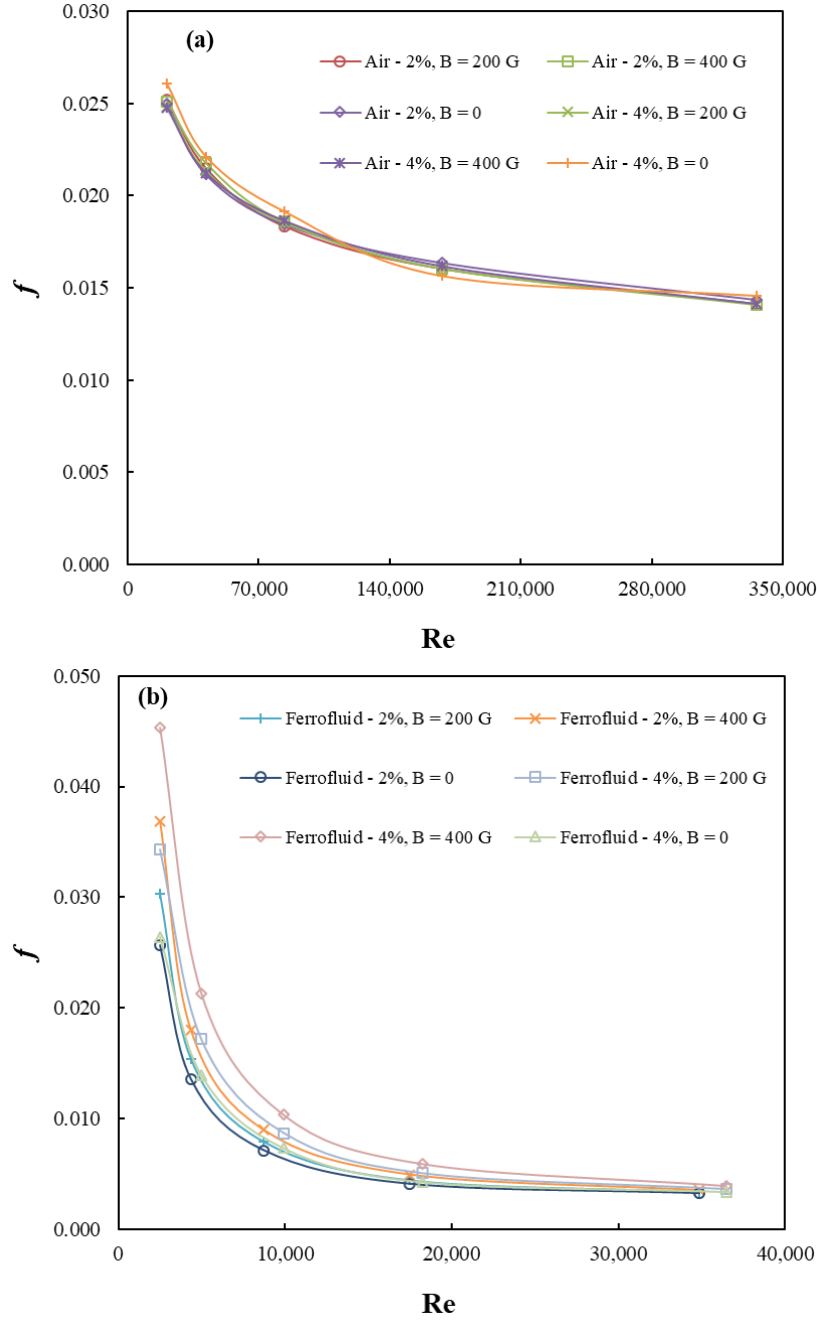 0.030
(a)
Air - 2%, B = 200 G
Air - 2%, B = 400 G
0.025
Air - 2%, B = 0
Air - 4%, B = 200 G
Air - 4%, B = 400 G
Air - 4%, B = 0
0.020
f
0.015
0.010
0.005
0.000
0
70,000
140,000
210,000
280,000
350,000
Re
0.050
(b)
Ferrofluid - 2%, B = 200 G
Ferrofluid - 2%, B = 400 G
Ferrofluid - 2%, B = 0
Ferrofluid - 4%, B = 200 G
0.040
Ferrofluid - 4%, B = 400 G
Ferrofluid - 4%, B = 0
0.030
f
0.020
0.010
0.000
0
10,000
20,000
30,000
40,000
Re